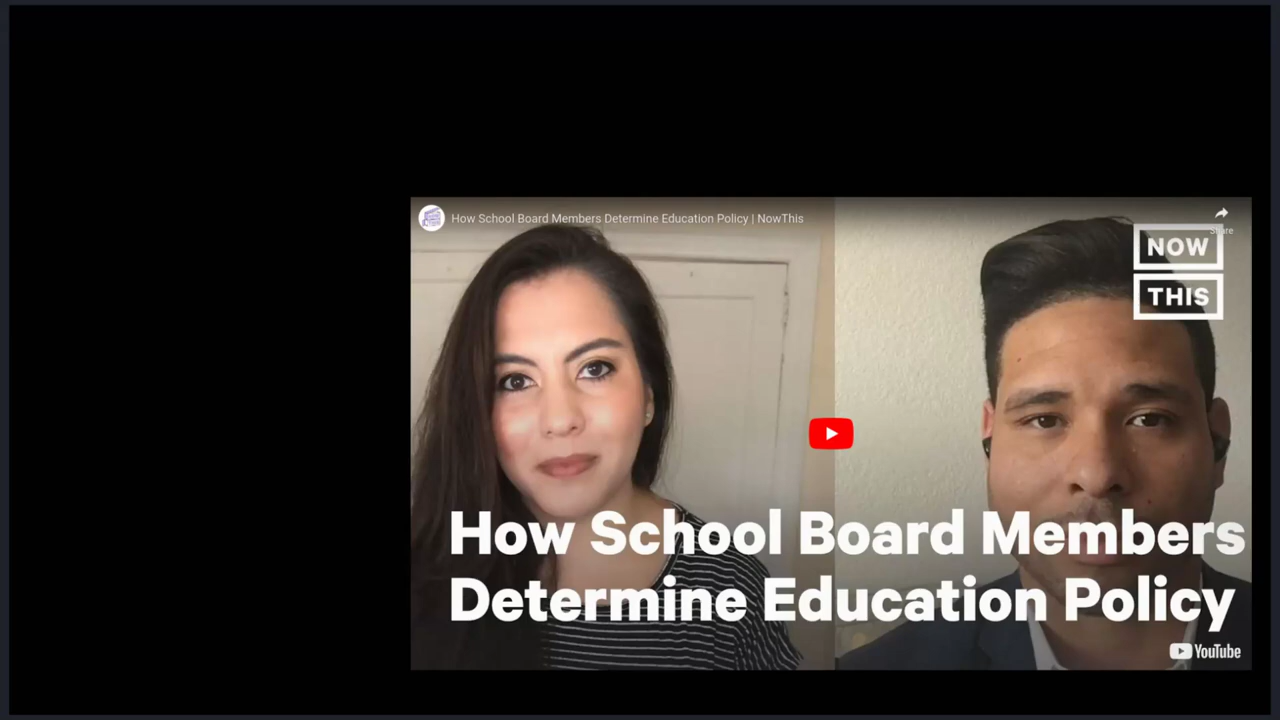 How School Board Members Determine Education Policy | NowThis
Share
NOW
THIS
How School Board Members
Determine Education Policy
YouTube